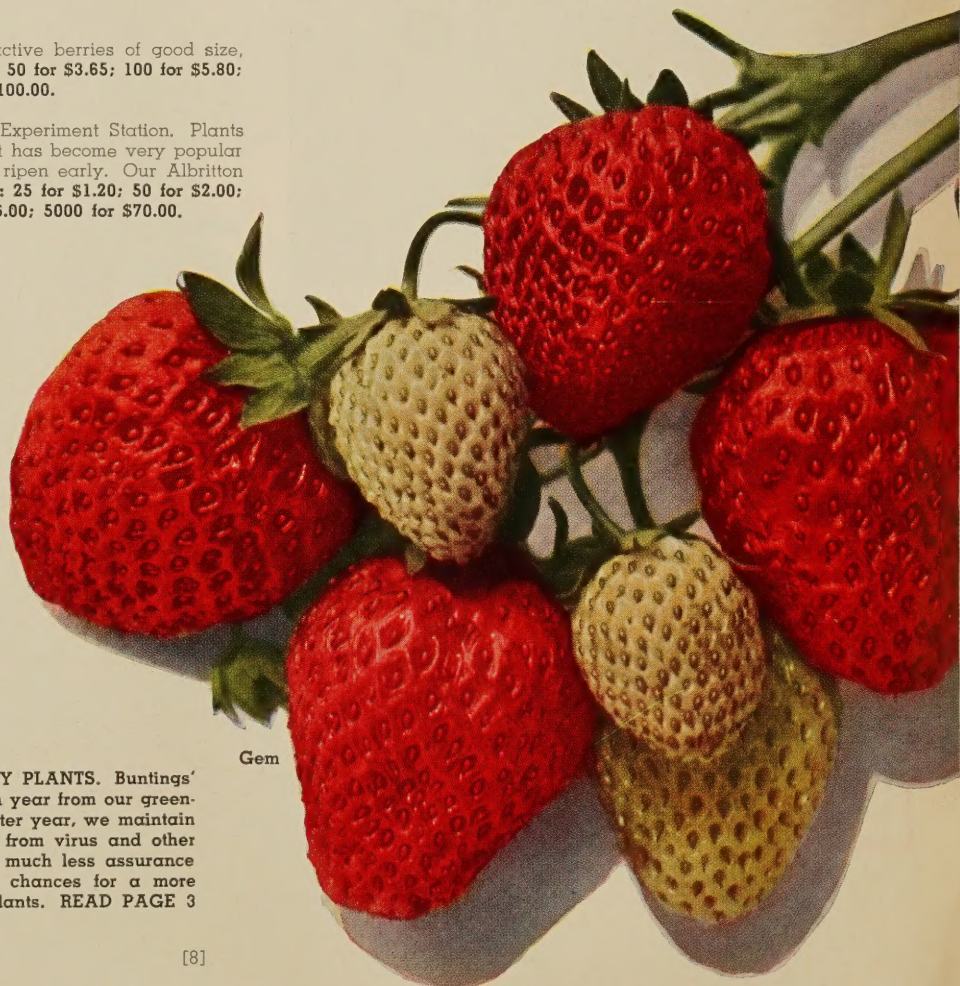 ctive berries of good size,
50 for $3.65; 100 for $5.80;
100.00.
Experiment Station. Plants
t has become very popular
ripen early. Our Albritton
: 25 for $1.20; 50 for $2.00;
.00; 5000 for $70.00.
Gem
Y PLANTS. Buntings'
year from our green-
ter year, we maintain
from virus and other
much less assurance
chances for a more
lants. READ PAGE 3
[8]